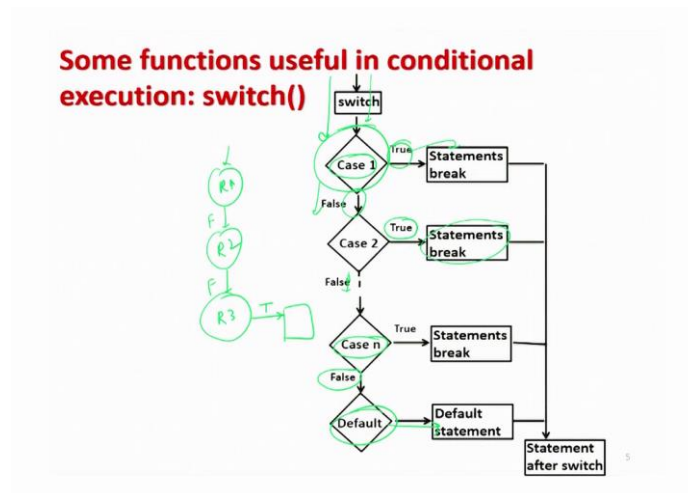 Some functions useful in conditional
execution: switch()
switch
Case 1
True
Statements
break
False
Case 2
True
Statements
break
False
Case n
True
Statements
break
False
Default
Default
statement
Statement
after switch
R1
F
R2
F
R3
T
5